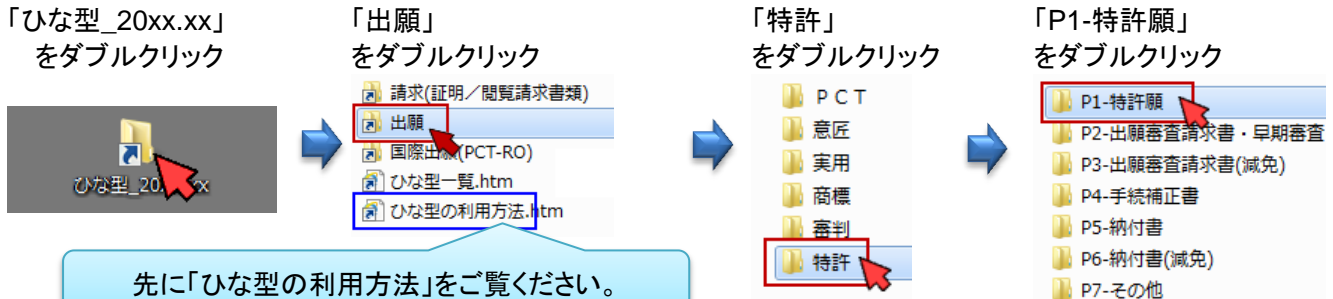 「ひな型_20xx.xx」
をダブルクリック
ひな型_20 xx
「出願」
をダブルクリック
請求(証明／閲覧請求書類)
出願
国際出願(PCT-RO)
ひな型一覧.htm
ひな型の利用方法.htm
先に「ひな型の利用方法」をご覧ください。
「特許」
をダブルクリック
ＰＣＴ
意匠
実用
商標
審判
特許
「P1-特許願」
をダブルクリック
P1-特許願
P2-出願審査請求書・早期審査
P3-出願審査請求書(減免)
P4-手続補正書
P5-納付書
P6-納付書(減免)
P7-その他